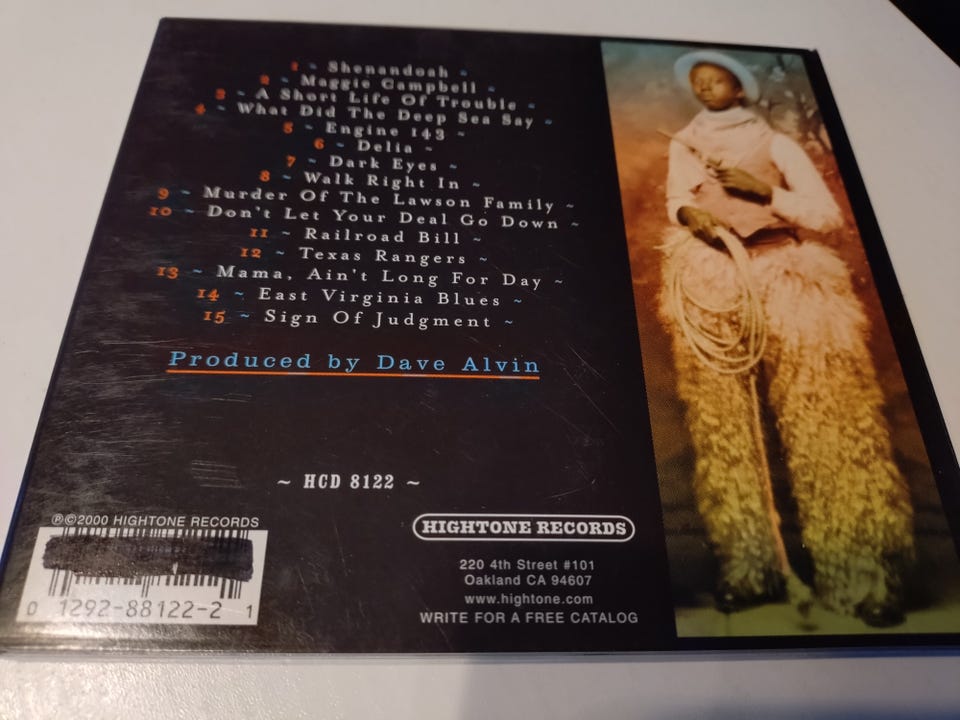 1 ~ Shenandoah ~
2 ~ Maggie Campbell ~
3 ~ A Short Life Of Trouble ~
4 ~ What Did The Deep Sea Say ~
5 ~ Engine 143 ~
6 ~ Delia ~
7 ~ Dark Eyes ~
8 ~ Walk Right In ~
9 ~ Murder Of The Lawson Family ~
10 ~ Don't Let Your Deal Go Down ~
11 ~ Railroad Bill ~
12 ~ Texas Rangers ~
13 ~ Mama, Ain't Long For Day ~
14 ~ East Virginia Blues ~
15 ~ Sign Of Judgment ~
Produced by Dave Alvin
~ HCD 8122 ~
℗©2000 HIGHTONE RECORDS
0 1292-88122-2 1
HIGHTONE RECORDS
220 4th Street #101
Oakland CA 94607
www.hightone.com
WRITE FOR A FREE CATALOG